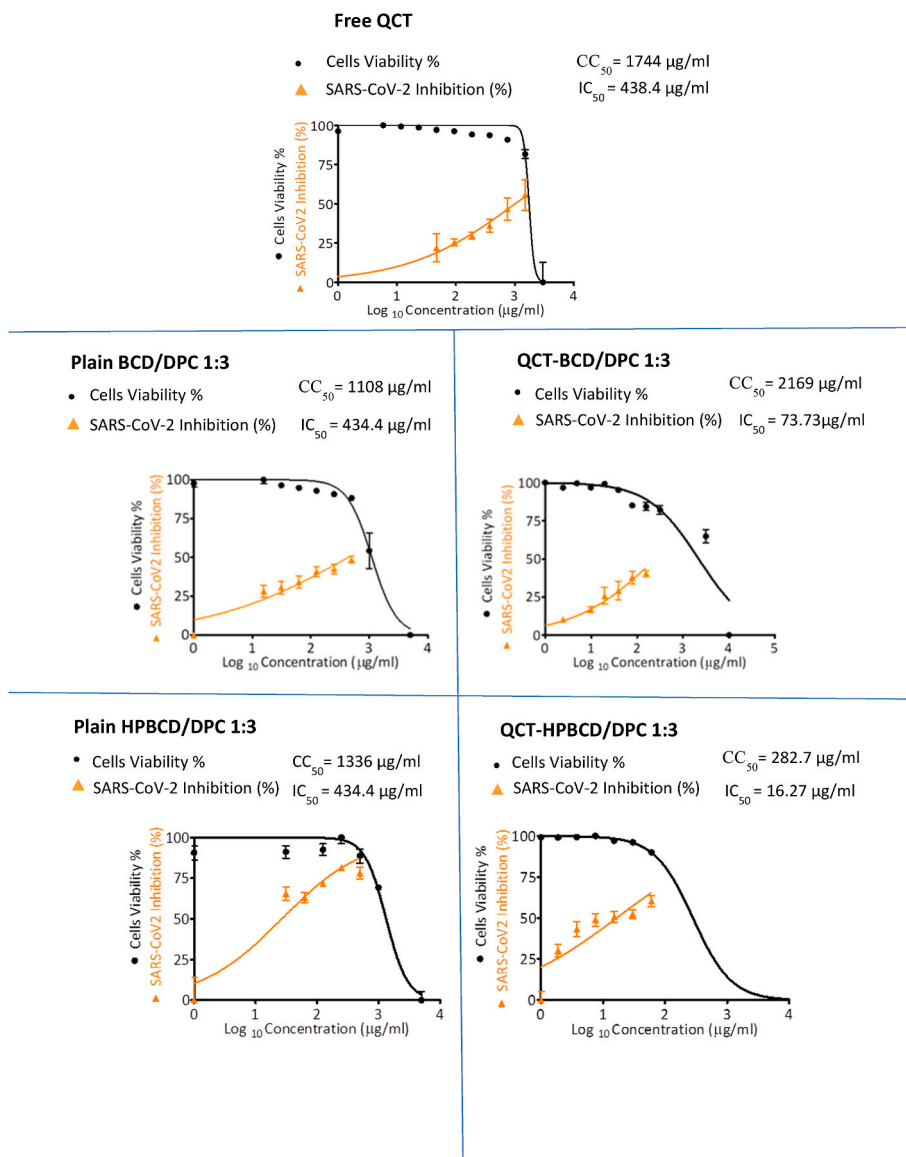 Free QCT
Cells Viability %
CC50= 1744 µg/ml
SARS-CoV-2 Inhibition (%)
IC50 = 438.4 µg/ml
Cells Viability %
SARS-CoV2 Inhibition (%)
100
75
50
25
0
0 1 2 3 4
Log 10 Concentration (µg/ml)
Plain BCD/DPC 1:3
Cells Viability %
CC50= 1108 µg/ml
SARS-CoV-2 Inhibition (%)
IC50 = 434.4 µg/ml
Cells Viability %
SARS-CoV2 Inhibition (%)
100
75
50
25
0
0 1 2 3 4
Log 10 Concentration (µg/ml)
QCT-BCD/DPC 1:3
Cells Viability %
CC50= 2169 µg/ml
SARS-CoV-2 Inhibition (%)
IC50 = 73.73µg/ml
Cells Viability %
SARS-CoV2 Inhibition (%)
100
75
50
25
0
0 1 2 3 4 5
Log 10 Concentration (µg/ml)
Plain HPBCD/DPC 1:3
Cells Viability %
CC50= 1336 µg/ml
SARS-CoV-2 Inhibition (%)
IC50 = 434.4 µg/ml
Cells Viability %
SARS-CoV2 Inhibition (%)
100
75
50
25
0
0 1 2 3 4
Log 10 Concentration (µg/ml)
QCT-HPBCD/DPC 1:3
Cells Viability %
CC50= 282.7 µg/ml
SARS-CoV-2 Inhibition (%)
IC50 = 16.27 µg/ml
Cells Viability %
SARS-CoV2 Inhibition (%)
100
75
50
25
0
0 1 2 3 4
Log 10 Concentration (µg/ml)